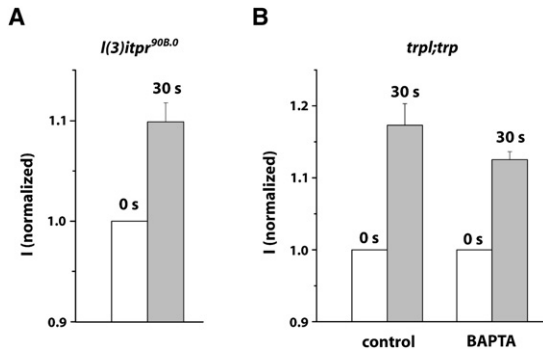 A
l(3)itpr90B.0
I (normalized)
1.1
1.0
0.9
0 s
30 s
B
trpl;trp
I (normalized)
1.2
1.1
1.0
0.9
0 s
30 s
0 s
30 s
control
BAPTA